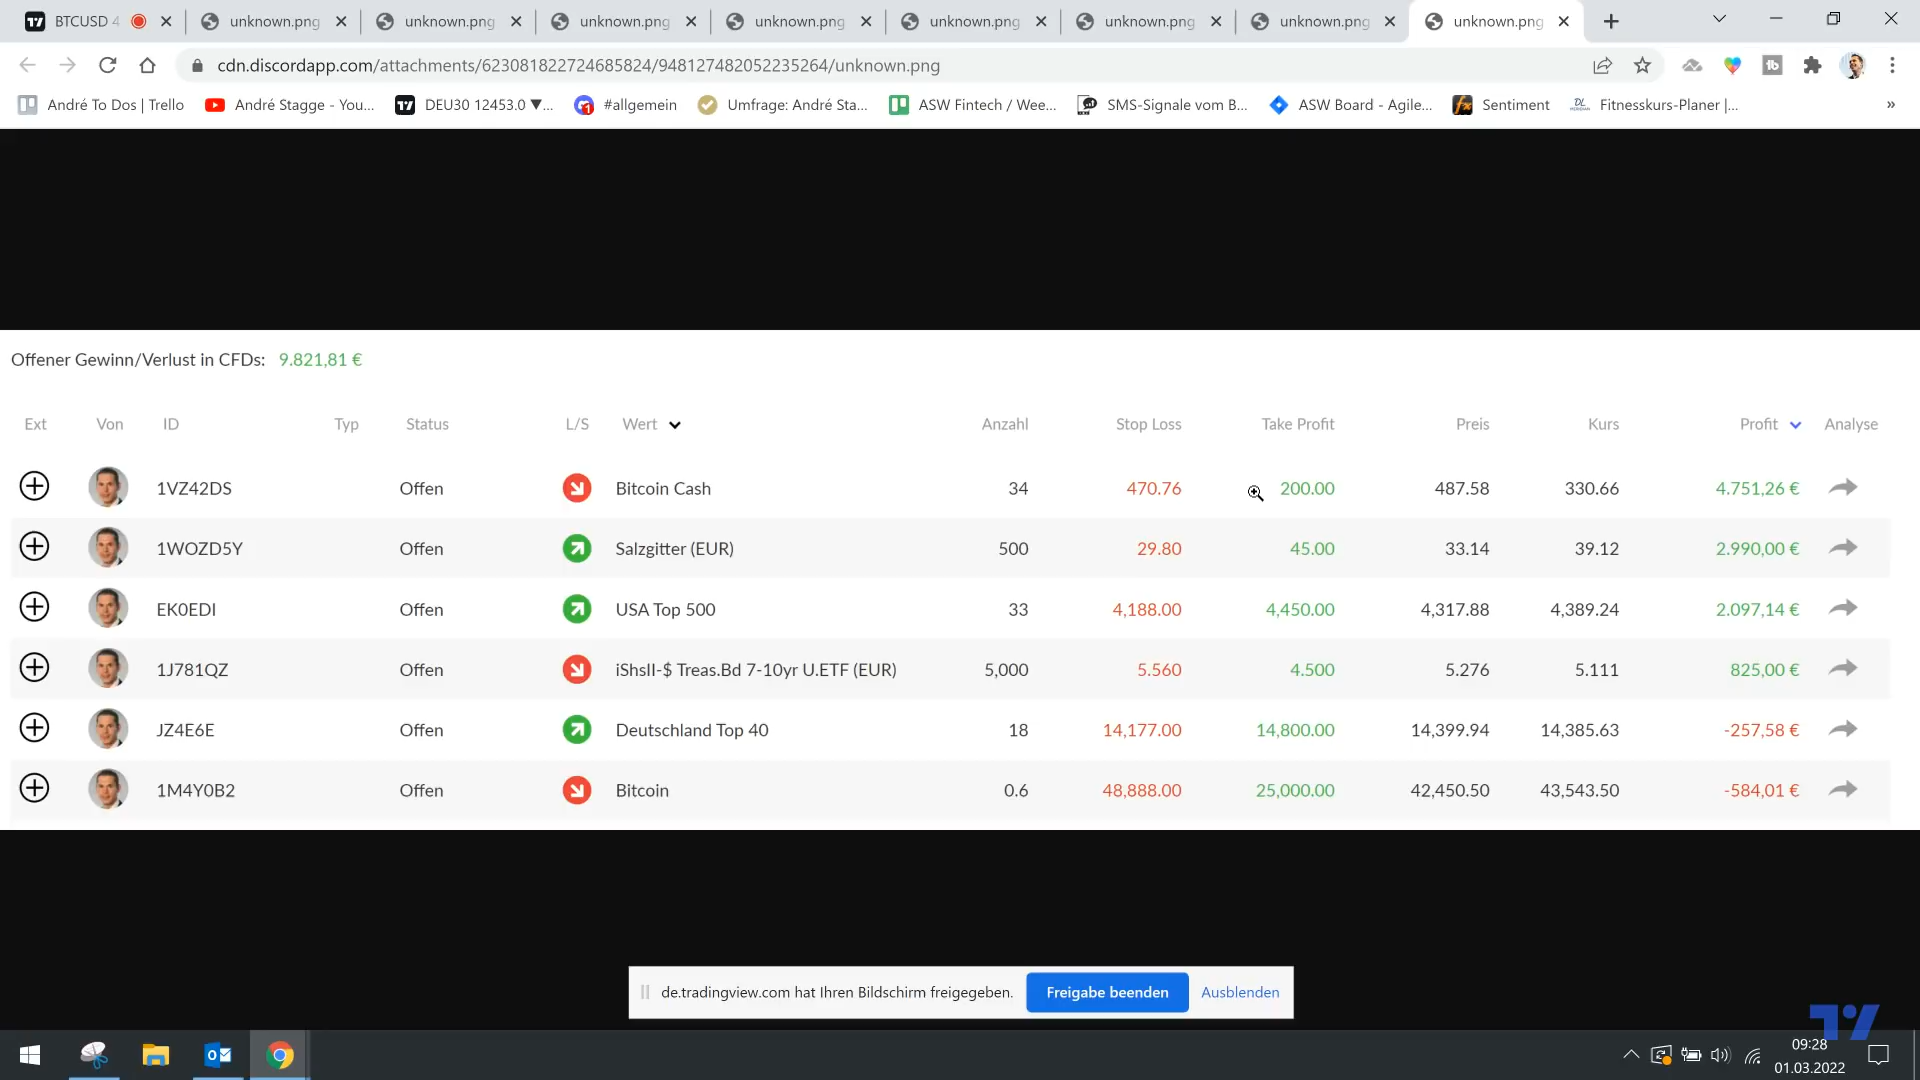 BTCUSD 4
unknown.png
unknown.png
unknown.png
unknown.png
unknown.png
unknown.png
unknown.png
unknown.png
cdn.discordapp.com/attachments/623081822724685824/948127482052235264/unknown.png
André To Dos | Trello
André Stagge - You...
DEU30 12453.0 ▼...
#allgemein
Umfrage: André Sta...
ASW Fintech / Wee...
SMS-Signale vom B...
ASW Board - Agile...
Sentiment
Fitnesskurs-Planer |...
»
Offener Gewinn/Verlust in CFDs: 9.821,81 €
Ext Von ID Typ Status L/S Wert Anzahl Stop Loss Take Profit Preis Kurs Profit Analyse
1VZ42DS Offen Bitcoin Cash 34 470.76 200.00 487.58 330.66 4.751,26 €
1WOZD5Y Offen Salzgitter (EUR) 500 29.80 45.00 33.14 39.12 2.990,00 €
EK0EDI Offen USA Top 500 33 4,188.00 4,450.00 4,317.88 4,389.24 2.097,14 €
1J781QZ Offen iShsII-$ Treas.Bd 7-10yr U.ETF (EUR) 5,000 5.560 4.500 5.276 5.111 825,00 €
JZ4E6E Offen Deutschland Top 40 18 14,177.00 14,800.00 14,399.94 14,385.63 -257,58 €
1M4Y0B2 Offen Bitcoin 0.6 48,888.00 25,000.00 42,450.50 43,543.50 -584,01 €
de.tradingview.com hat Ihren Bildschirm freigegeben. Freigabe beenden Ausblenden
09:28
01.03.2022